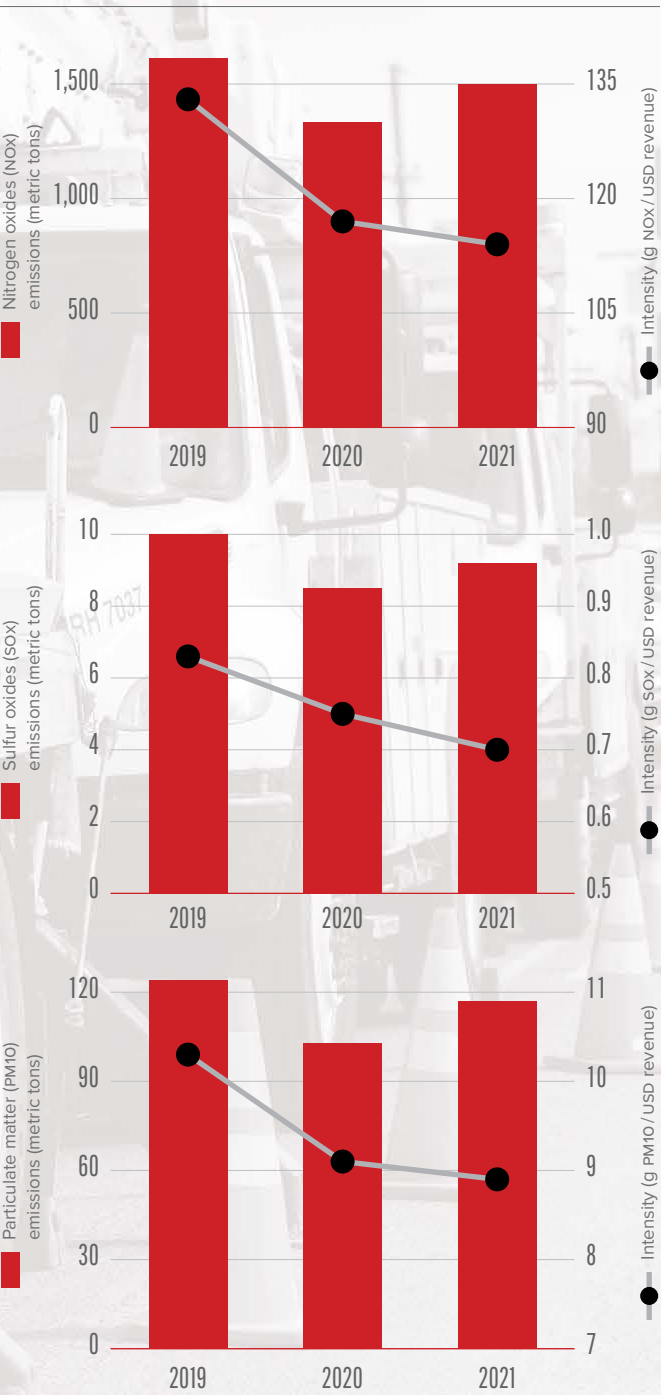 Nitrogen oxides (NOx)
emissions (metric tons)
1,500
1,000
500
0
135
120
105
90
Intensity (g NOx / USD revenue)
2019 2020 2021
Sulfur oxides (SOx)
emissions (metric tons)
10
8
6
4
2
0
1.0
0.9
0.8
0.7
0.6
0.5
Intensity (g SOx / USD revenue)
RH 7037
2019 2020 2021
Particulate matter (PM10)
emissions (metric tons)
120
90
60
30
0
11
10
9
8
7
Intensity (g PM10 / USD revenue)
2019 2020 2021